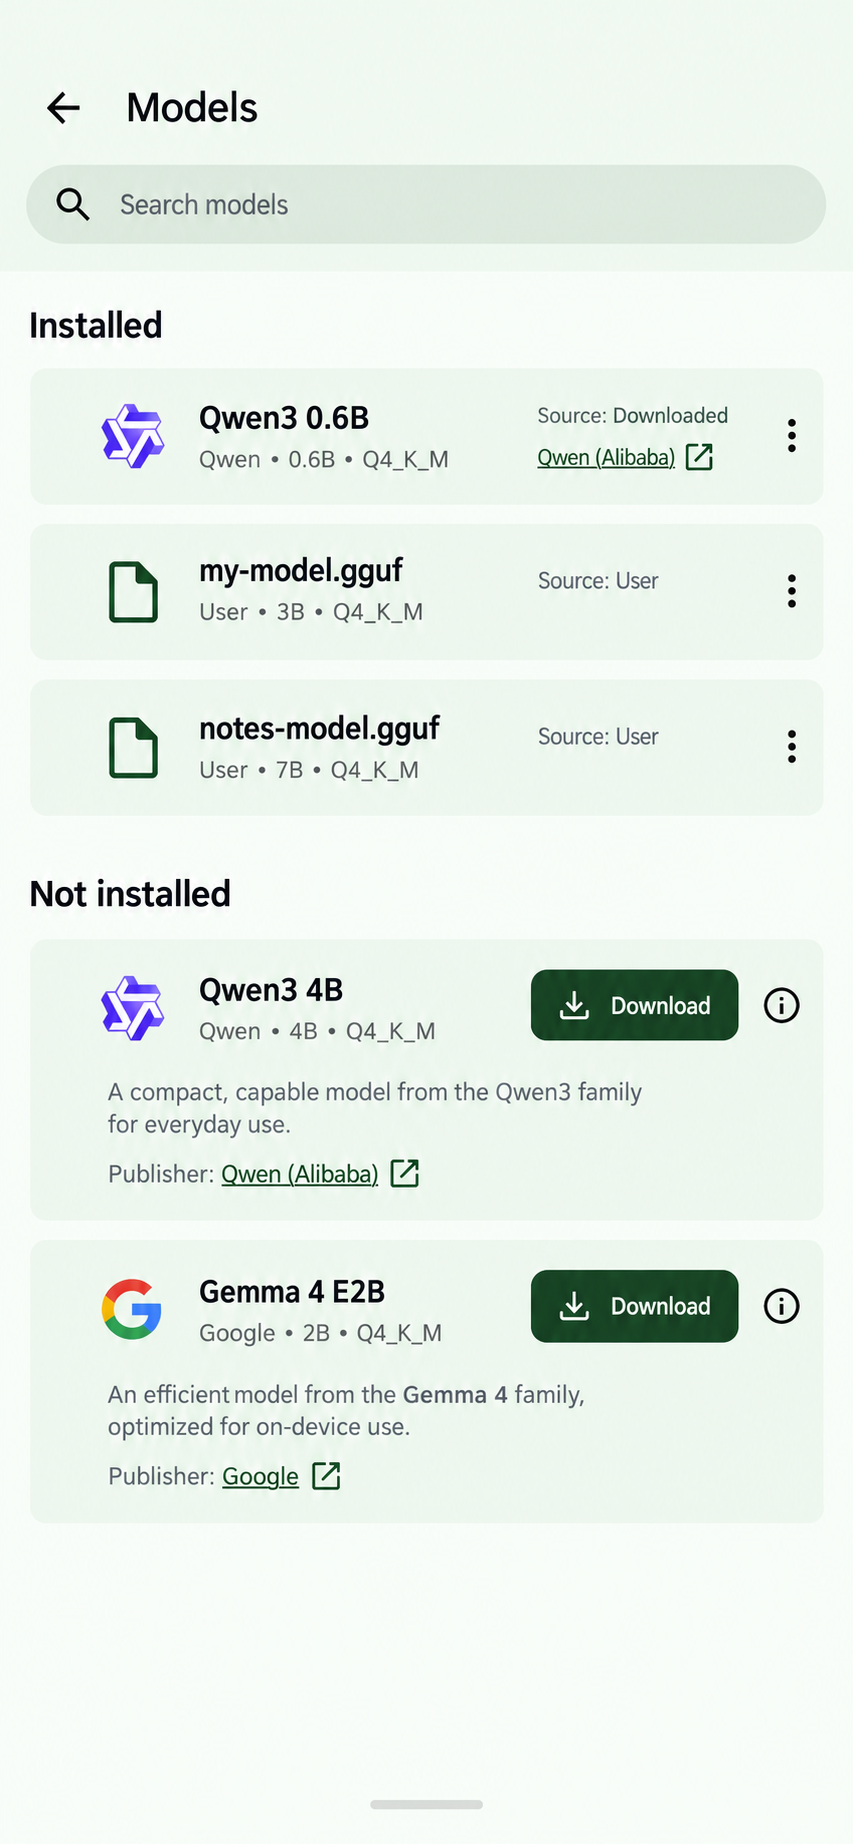 Models
Search models
Installed
Qwen3 0.6B
Qwen • 0.6B • Q4_K_M
Source: Downloaded
Qwen (Alibaba)
my-model.gguf
User • 3B • Q4_K_M
Source: User
notes-model.gguf
User • 7B • Q4_K_M
Source: User
Not installed
Qwen3 4B
Qwen • 4B • Q4_K_M
Download
A compact, capable model from the Qwen3 family
for everyday use.
Publisher: Qwen (Alibaba)
Gemma 4 E2B
Google • 2B • Q4_K_M
Download
An efficient model from the Gemma 4 family,
optimized for on-device use.
Publisher: Google